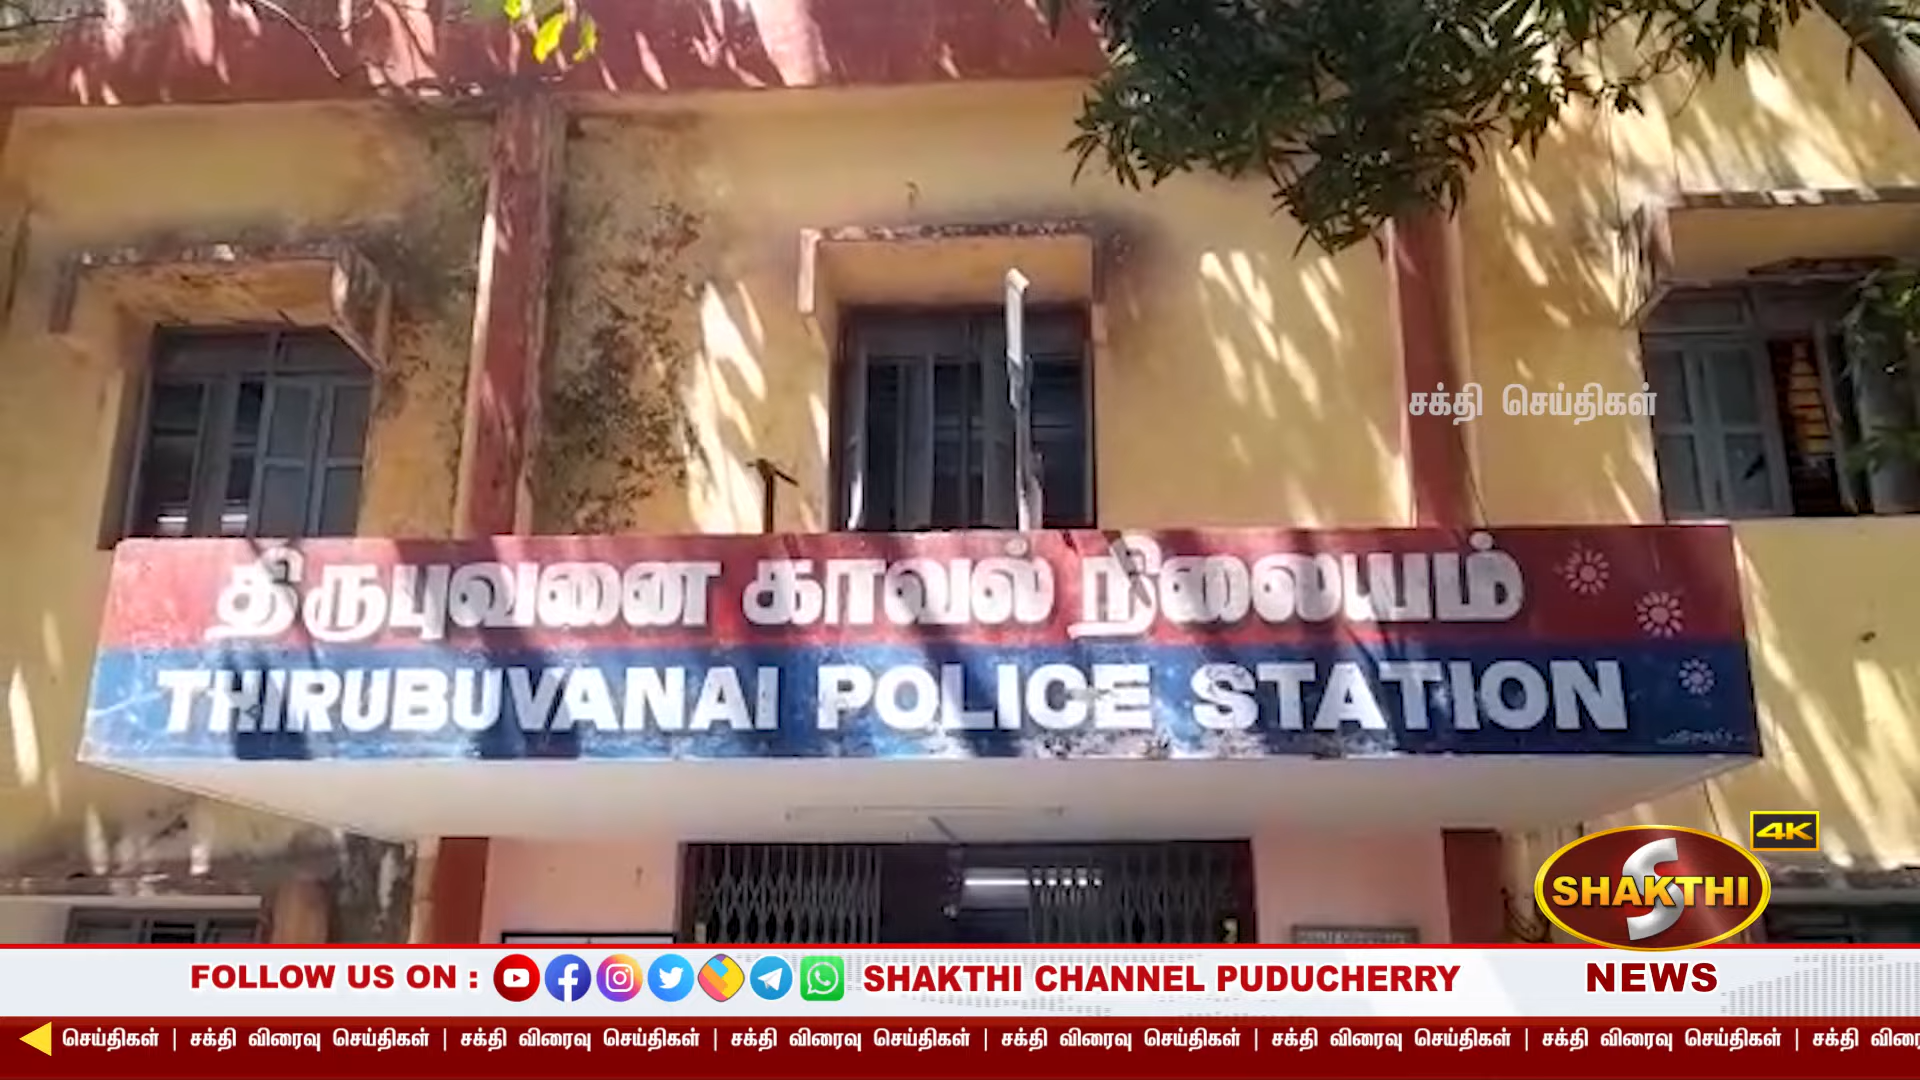 சக்தி செய்திகள்
திருபுவனை காவல் நிலையம்
THIRUBUVANAI POLICE STATION
4K
SHAKTHI
S
NEWS
FOLLOW US ON : SHAKTHI CHANNEL PUDUCHERRY
செய்திகள் | சக்தி விரைவு செய்திகள் | சக்தி விரைவு செய்திகள் | சக்தி விரைவு செய்திகள் | சக்தி விரைவு செய்திகள் | சக்தி விரைவு செய்திகள் | சக்தி விரைவு செய்திகள் | சக்தி